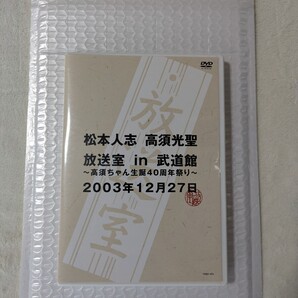 DVD
放送室
松本人志 高須光聖
放送室 in 武道館
～高須ちゃん生誕40周年祭り～
2003年12月27日